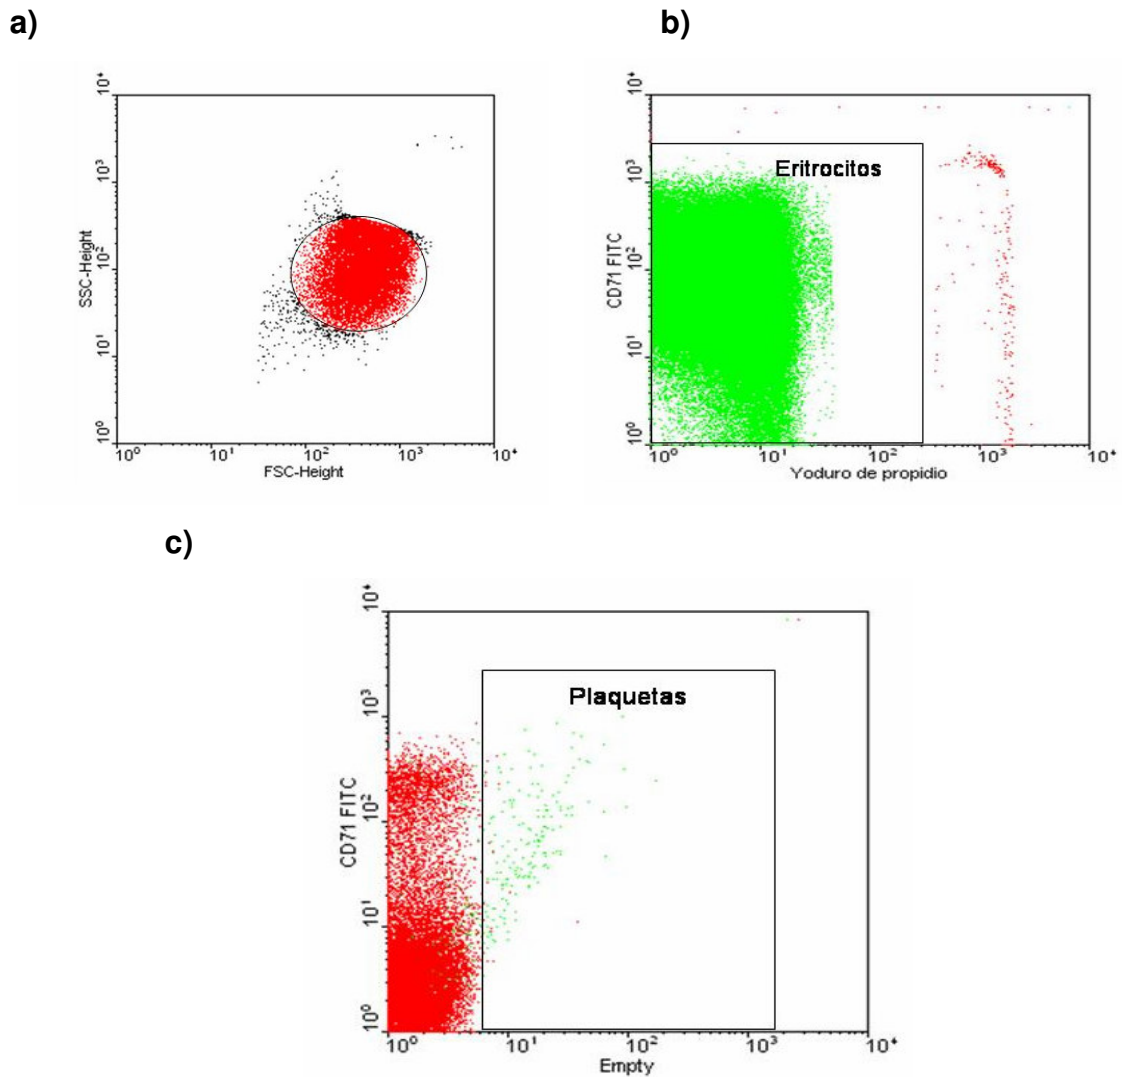 a)
b)
10⁴
10³
10²
10¹
10⁰
SSC-Height
10⁰ 10¹ 10² 10³ 10⁴
FSC-Height
10⁴
10³
10²
10¹
10⁰
CD71 FITC
Eritrocitos
10⁰ 10¹ 10² 10³ 10⁴
Yoduro de propidio
c)
10⁴
10³
10²
10¹
10⁰
CD71 FITC
Plaquetas
10⁰ 10¹ 10² 10³ 10⁴
Empty